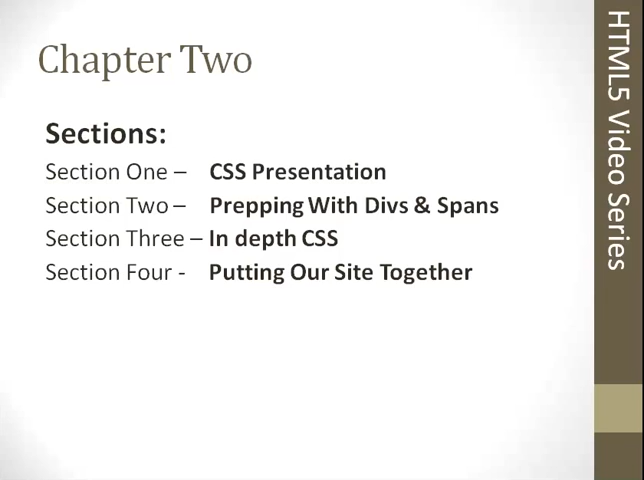 Chapter Two
Sections:
Section One – CSS Presentation
Section Two – Prepping With Divs & Spans
Section Three – In depth CSS
Section Four - Putting Our Site Together
HTML5 Video Series